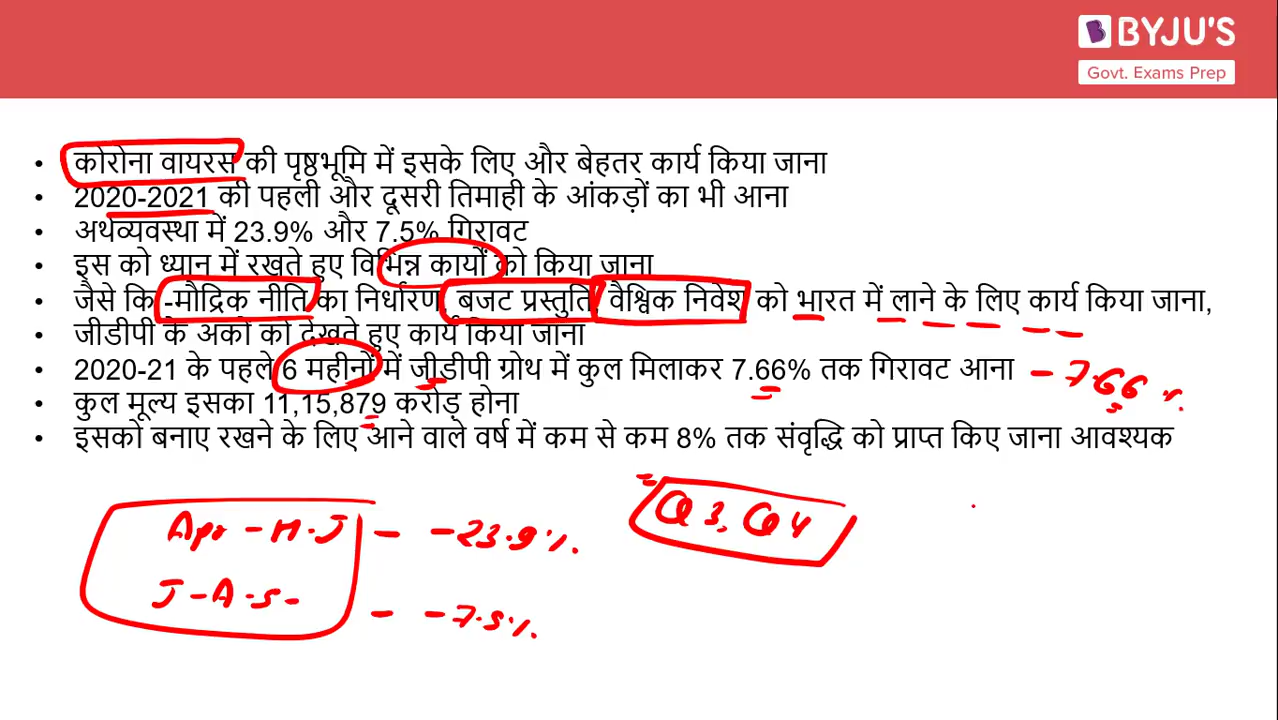 BYJU'S
Govt. Exams Prep
• कोरोना वायरस की पृष्ठभूमि में इसके लिए और बेहतर कार्य किया जाना
• 2020-2021 की पहली और दूसरी तिमाही के आंकड़ों का भी आना
• अर्थव्यवस्था में 23.9% और 7.5% गिरावट
• इस को ध्यान में रखते हुए विभिन्न कार्यों को किया जाना
• जैसे कि -मौद्रिक नीति का निर्धारण, बजट प्रस्तुति, वैश्विक निवेश को भारत में लाने के लिए कार्य किया जाना,
• जीडीपी के अंकों को देखते हुए कार्य किया जाना
• 2020-21 के पहले 6 महीनों में जीडीपी ग्रोथ में कुल मिलाकर 7.66% तक गिरावट आना - 7.66 %.
• कुल मूल्य इसका 11,15,879 करोड़ होना
• इसको बनाए रखने के लिए आने वाले वर्ष में कम से कम 8% तक संवृद्धि को प्राप्त किए जाना आवश्यक
Q3, Q4
Apr - M - J - -23.9%.
J - A - S - - -7.5%.